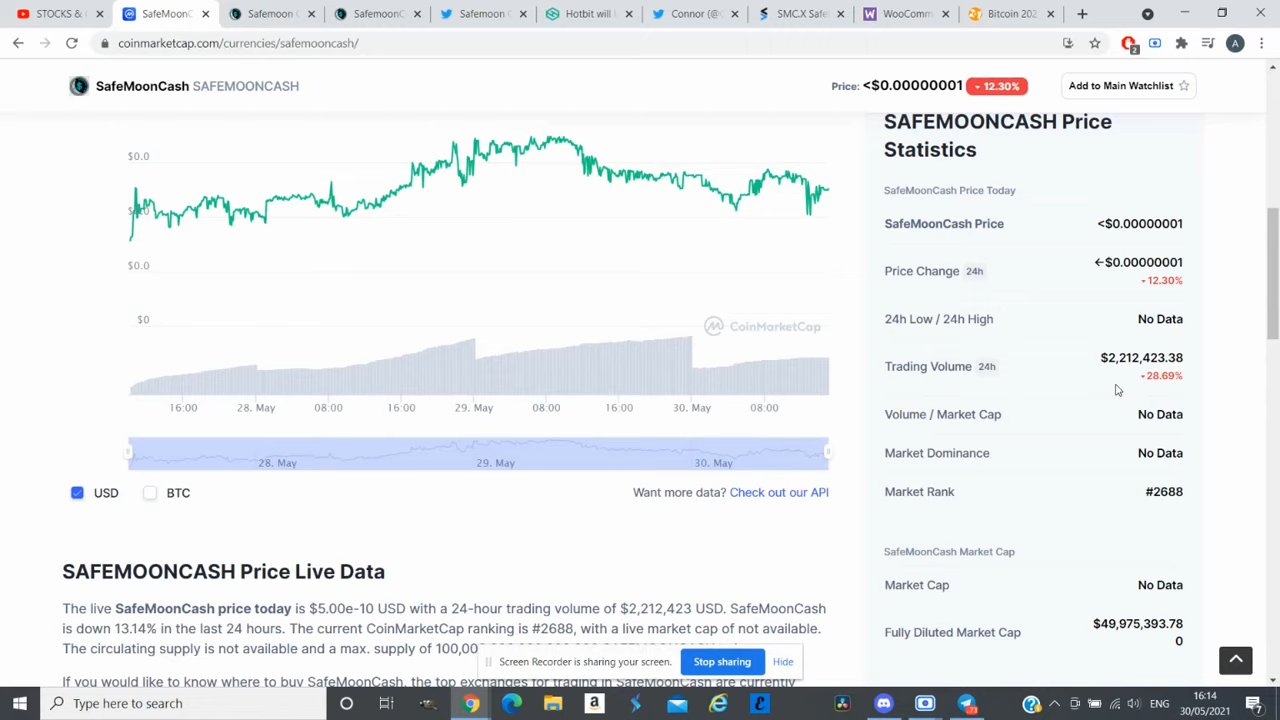 STOCKS & 
SafeMoonC
Safemoon C
SafemoonC
Safemoon C
Hotbit will
Connor (@C
SMC.X Safe
WooComm
Bitcoin 202
coinmarketcap.com/currencies/safemooncash/
2
A
SafeMoonCash SAFEMOONCASH
Price: <$0.00000001 12.30%
Add to Main Watchlist
$0.0
$0.0
$0.0
$0
CoinMarketCap
16:00 28. May 08:00 16:00 29. May 08:00 16:00 30. May 08:00
28. May 29. May 30. May
USD BTC
Want more data? Check out our API
SAFEMOONCASH Price Live Data
The live SafeMoonCash price today is $5.00e-10 USD with a 24-hour trading volume of $2,212,423 USD. SafeMoonCash
is down 13.14% in the last 24 hours. The current CoinMarketCap ranking is #2688, with a live market cap of not available.
The circulating supply is not available and a max. supply of
If you would like to know where to buy SafeMoonCash, the top exchanges for trading in SafeMoonCash are currently
SAFEMOONCASH Price
Statistics
SafeMoonCash Price Today
SafeMoonCash Price <$0.00000001
Price Change 24h <-$0.00000001
12.30%
24h Low / 24h High No Data
Trading Volume 24h $2,212,423.38
28.69%
Volume / Market Cap No Data
Market Dominance No Data
Market Rank #2688
SafeMoonCash Market Cap
Market Cap No Data
Fully Diluted Market Cap $49,975,393.78
0
Screen Recorder is sharing your screen. Stop sharing Hide
Type here to search
73
ENG
16:14
30/05/2021
7